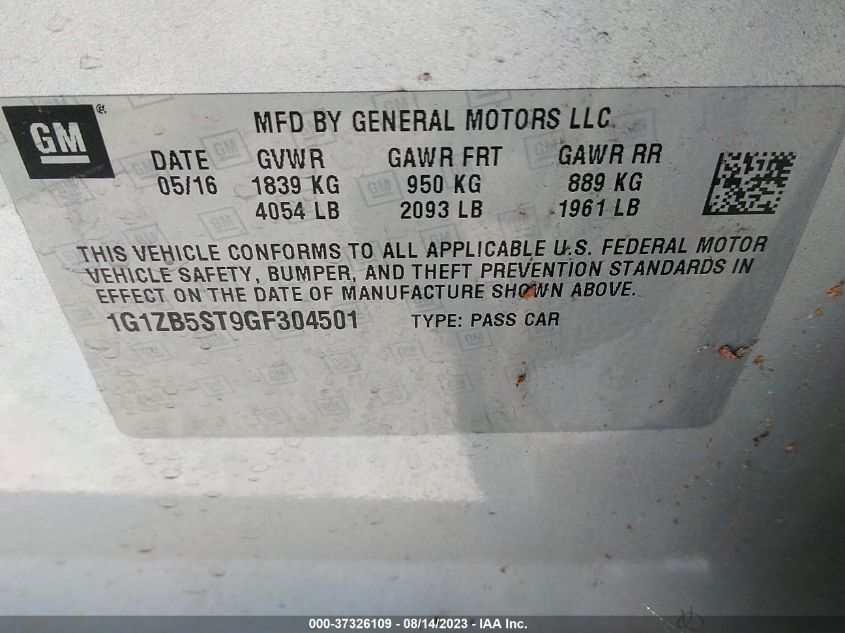 GM
MFD BY GENERAL MOTORS LLC
DATE GVWR GAWR FRT GAWR RR
05/16 1839 KG 950 KG 889 KG
4054 LB 2093 LB 1961 LB
THIS VEHICLE CONFORMS TO ALL APPLICABLE U.S. FEDERAL MOTOR
VEHICLE SAFETY, BUMPER, AND THEFT PREVENTION STANDARDS IN
EFFECT ON THE DATE OF MANUFACTURE SHOWN ABOVE.
1G1ZB5ST9GF304501 TYPE: PASS CAR
000-37326109 - 08/14/2023 - IAA Inc.